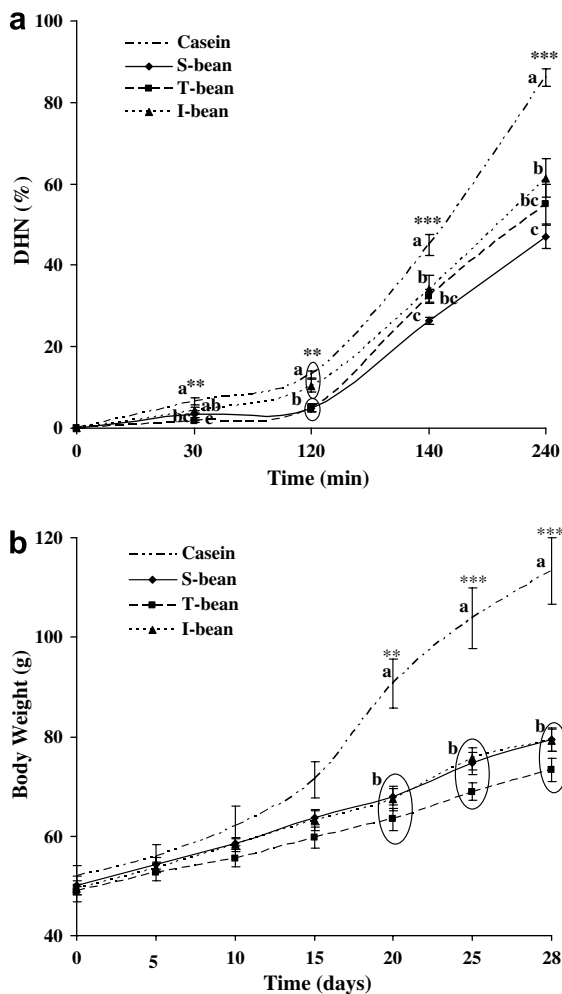 a
100
80
60
40
20
0
DHN (%)
Casein
S-bean
T-bean
I-bean
a**
ab
bc
c
**
a
b
***
a
b
bc
c
***
a
b
bc
c
0 30 120 140 240
Time (min)
b
120
100
80
60
40
Body Weight (g)
Casein
S-bean
T-bean
I-bean
**
a
b
***
a
b
***
a
b
0 5 10 15 20 25 28
Time (days)